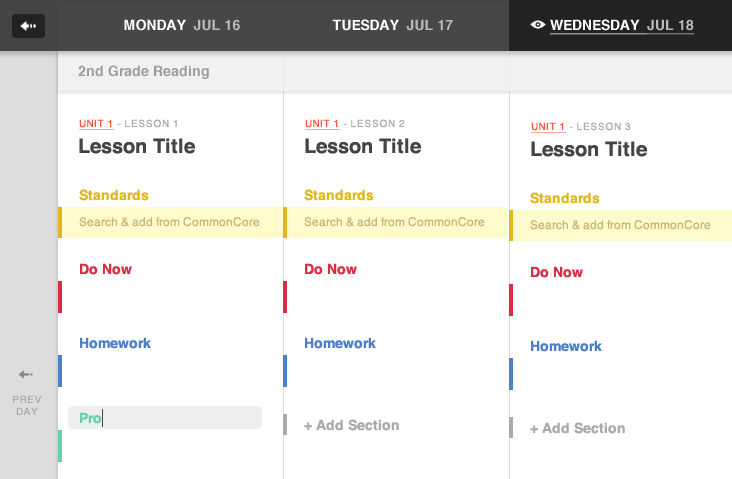 MONDAY JUL 16
TUESDAY JUL 17
WEDNESDAY JUL 18
2nd Grade Reading
UNIT 1 - LESSON 1
Lesson Title
Standards
Search & add from CommonCore
Do Now
Homework
Pro
UNIT 1 - LESSON 2
Lesson Title
Standards
Search & add from CommonCore
Do Now
Homework
+ Add Section
UNIT 1 - LESSON 3
Lesson Title
Standards
Search & add from CommonCore
Do Now
Homework
+ Add Section
PREV
DAY